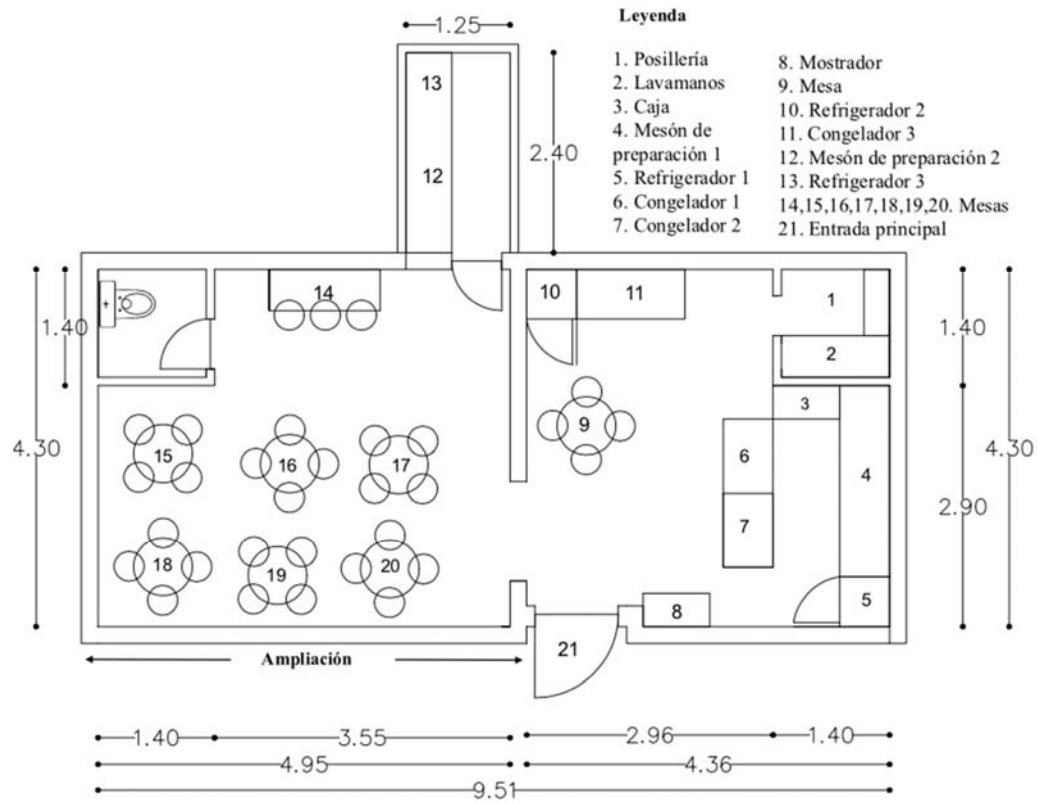 1.25
Leyenda
1. Posillería
2. Lavamanos
3. Caja
4. Mesón de
preparación 1
5. Refrigerador 1
6. Congelador 1
7. Congelador 2
8. Mostrador
9. Mesa
10. Refrigerador 2
11. Congelador 3
12. Mesón de preparación 2
13. Refrigerador 3
14,15,16,17,18,19,20. Mesas
21. Entrada principal
13
2.40
12
14
10
11
1
1.40
1.40
2
3
9
15
16
17
6
4
4.30
4.30
2.90
7
18
19
20
8
5
21
Ampliación
1.40
3.55
2.96
1.40
4.95
4.36
9.51